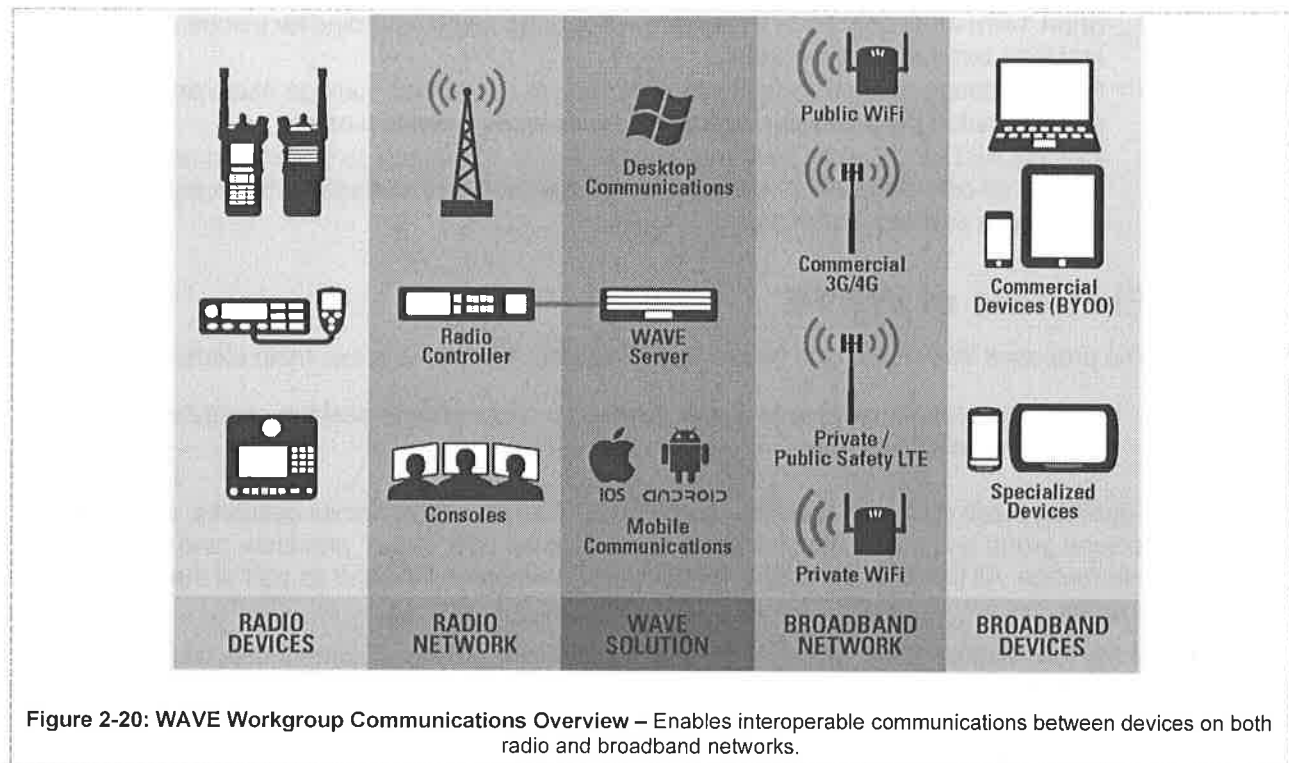 Public WiFi
Desktop
Communications
Commercial
3G/4G
Commercial
Devices (BYOO)
Radio
Controller
WAVE
Server
Private /
Public Safety LTE
Consoles
iOS
ANDROID
Mobile
Communications
Specialized
Devices
Private WiFi
RADIO
DEVICES
RADIO
NETWORK
WAVE
SOLUTION
BROADBAND
NETWORK
BROADBAND
DEVICES
Figure 2-20: WAVE Workgroup Communications Overview – Enables interoperable communications between devices on both
radio and broadband networks.